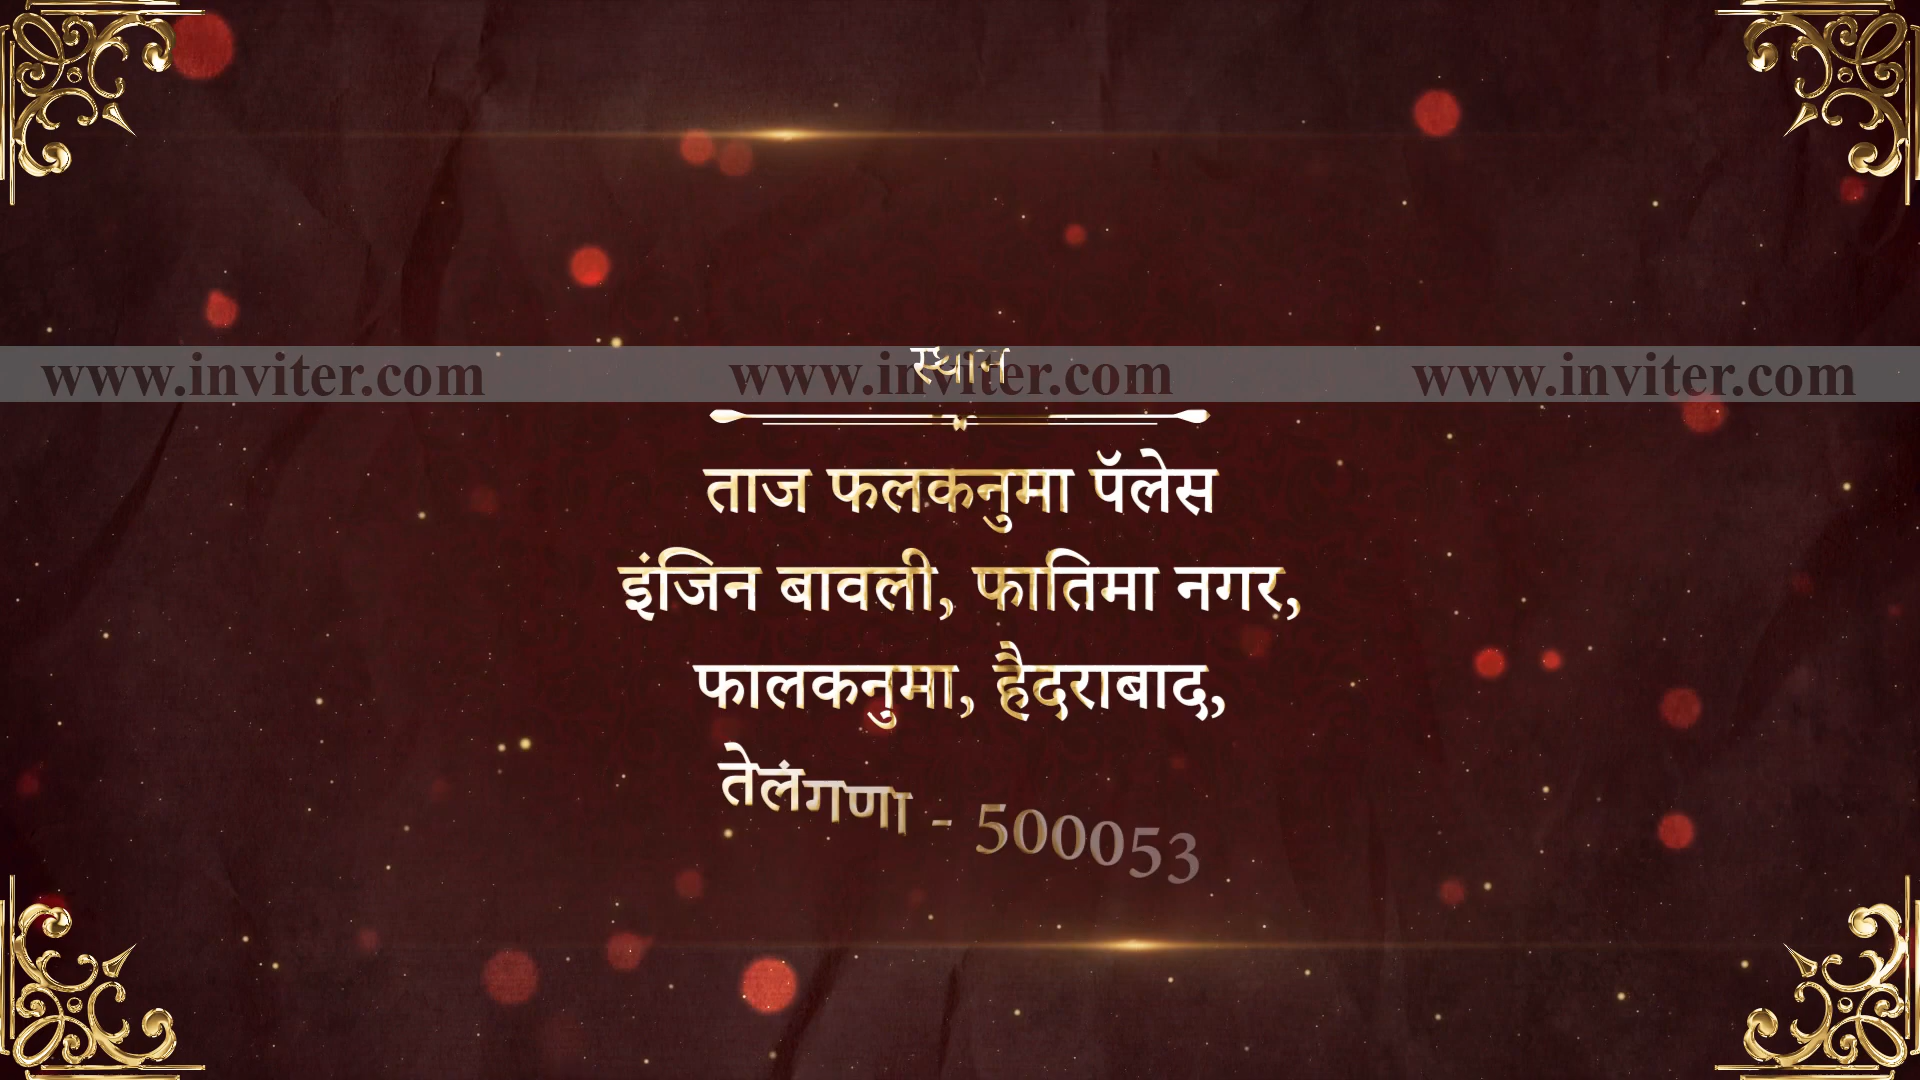 www.inviter.com www.inviter.com www.inviter.com
स्थान
ताज फलकनुमा पॅलेस
इंजिन बावली, फातिमा नगर,
फालकनुमा, हैदराबाद,
तेलंगणा - 500053